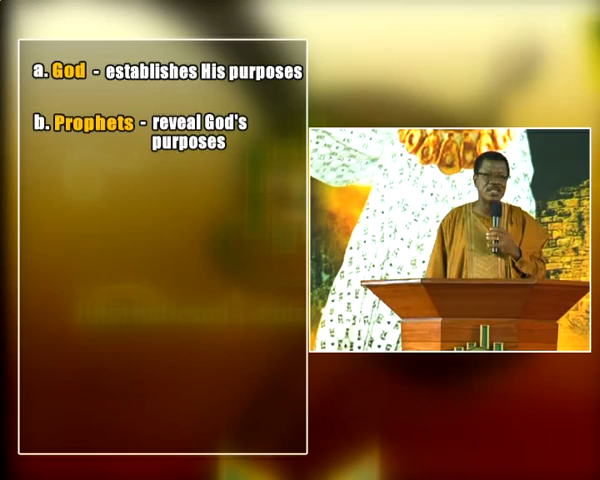 a. God - establishes His purposes
b. Prophets - reveal God's
purposes